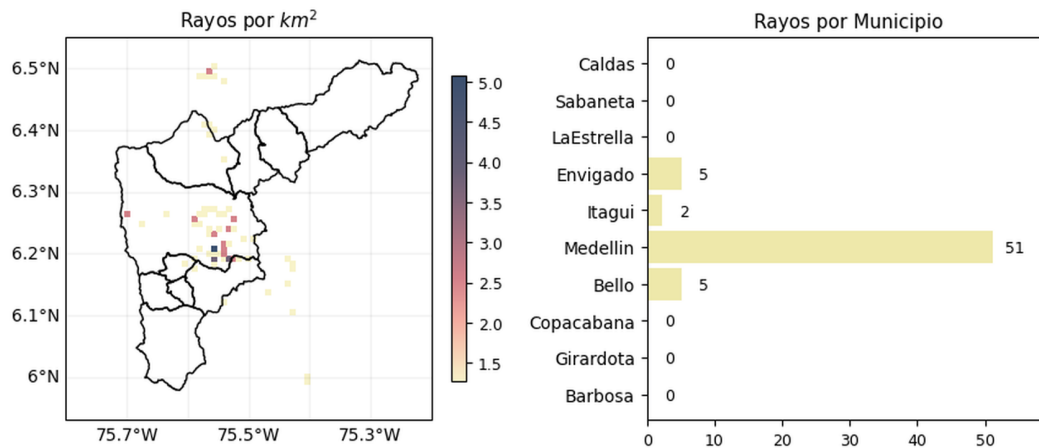 Rayos por km²
6.5°N
6.4°N
6.3°N
6.2°N
6.1°N
6°N
75.7°W 75.5°W 75.3°W
5.0
4.5
4.0
3.5
3.0
2.5
2.0
1.5
Rayos por Municipio
Caldas 0
Sabaneta 0
LaEstrella 0
Envigado 5
Itagui 2
Medellin 51
Bello 5
Copacabana 0
Girardota 0
Barbosa 0
0 10 20 30 40 50